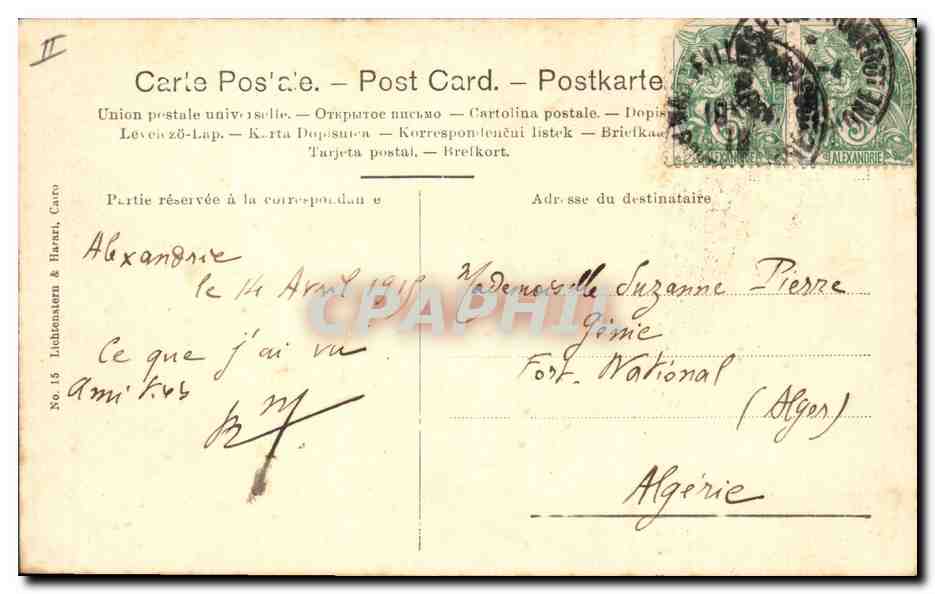 II
Carte Postale. – Post Card. – Postkarte
Union postale universelle. — Открытое письмо — Cartolina postale. — Dopis
Levelező-Lap. — Karta Dopisnica — Korrespondenční listek — Briefkaa
Tarjeta postal. — Brefkort.
ALEXANDRIE ALEXANDRIE
Partie réservée à la correspondance
Adresse du destinataire
No. 15 Lichtenstern & Harari, Cairo
Alexandrie
le 14 Avril
Ce que j'ai vu
Amitiés
Mademoiselle Suzanne Pierre
Génie
Fort. National
(Alger)
Algérie
CPAPHIL